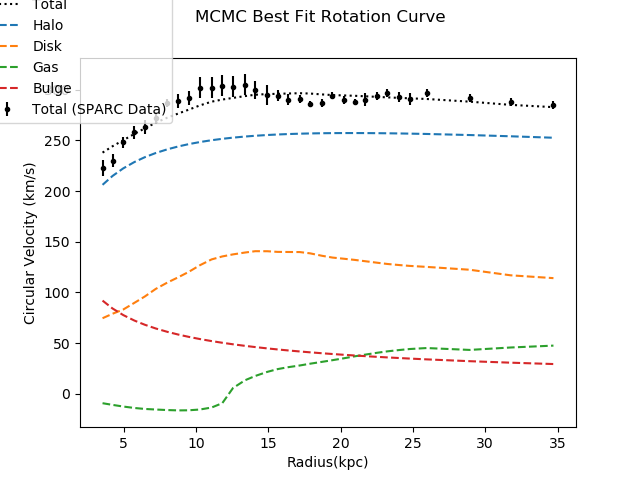 MCMC Best Fit Rotation Curve
Total
Halo
Disk
Gas
Bulge
Total (SPARC Data)
250
200
150
100
50
0
Circular Velocity (km/s)
5 10 15 20 25 30 35
Radius(kpc)